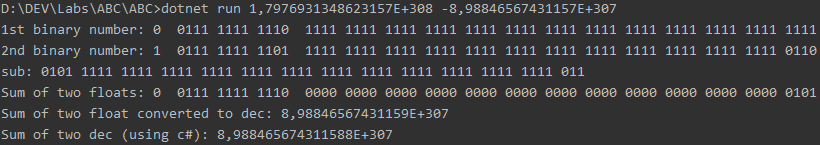 D:\DEV\Labs\ABC\ABC>dotnet run 1,7976931348623157E+308 -8,98846567431157E+307
1st binary number: 0  0111 1111 1110  1111 1111 1111 1111 1111 1111 1111 1111 1111 1111 1111 1111 1111
2nd binary number: 1  0111 1111 1101  1111 1111 1111 1111 1111 1111 1111 1111 1111 1111 1111 1111 0110
sub: 0101 1111 1111 1111 1111 1111 1111 1111 1111 1111 1111 1111 1111 011
Sum of two floats: 0  0111 1111 1110  0000 0000 0000 0000 0000 0000 0000 0000 0000 0000 0000 0000 0101
Sum of two float converted to dec: 8,98846567431159E+307
Sum of two dec (using c#): 8,988465674311588E+307